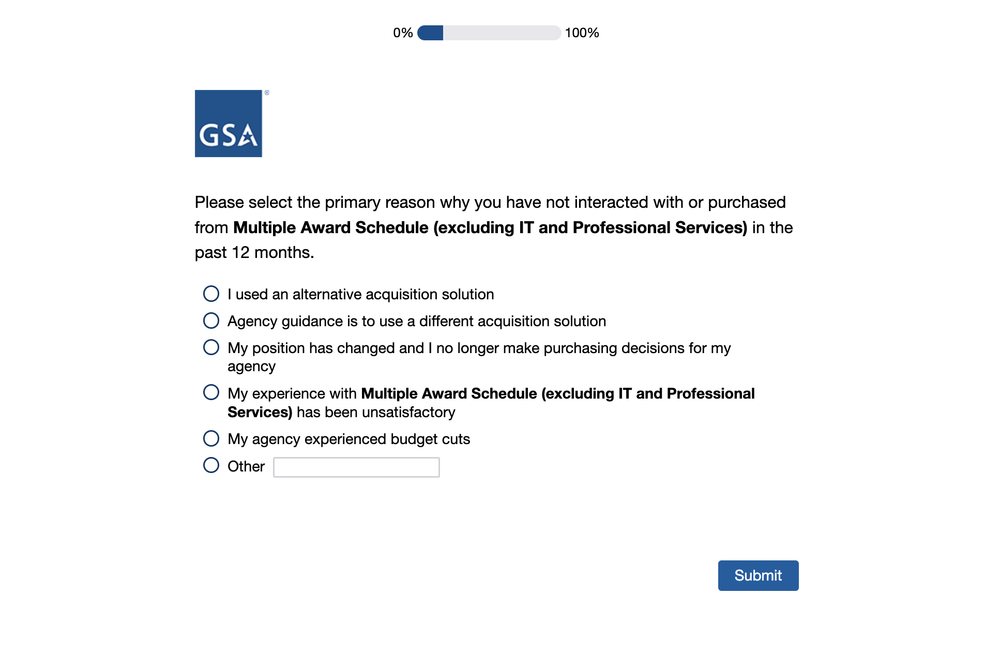 0% 100%
GSA®
Please select the primary reason why you have not interacted with or purchased
from Multiple Award Schedule (excluding IT and Professional Services) in the
past 12 months.
I used an alternative acquisition solution
Agency guidance is to use a different acquisition solution
My position has changed and I no longer make purchasing decisions for my
agency
My experience with Multiple Award Schedule (excluding IT and Professional
Services) has been unsatisfactory
My agency experienced budget cuts
Other
Submit